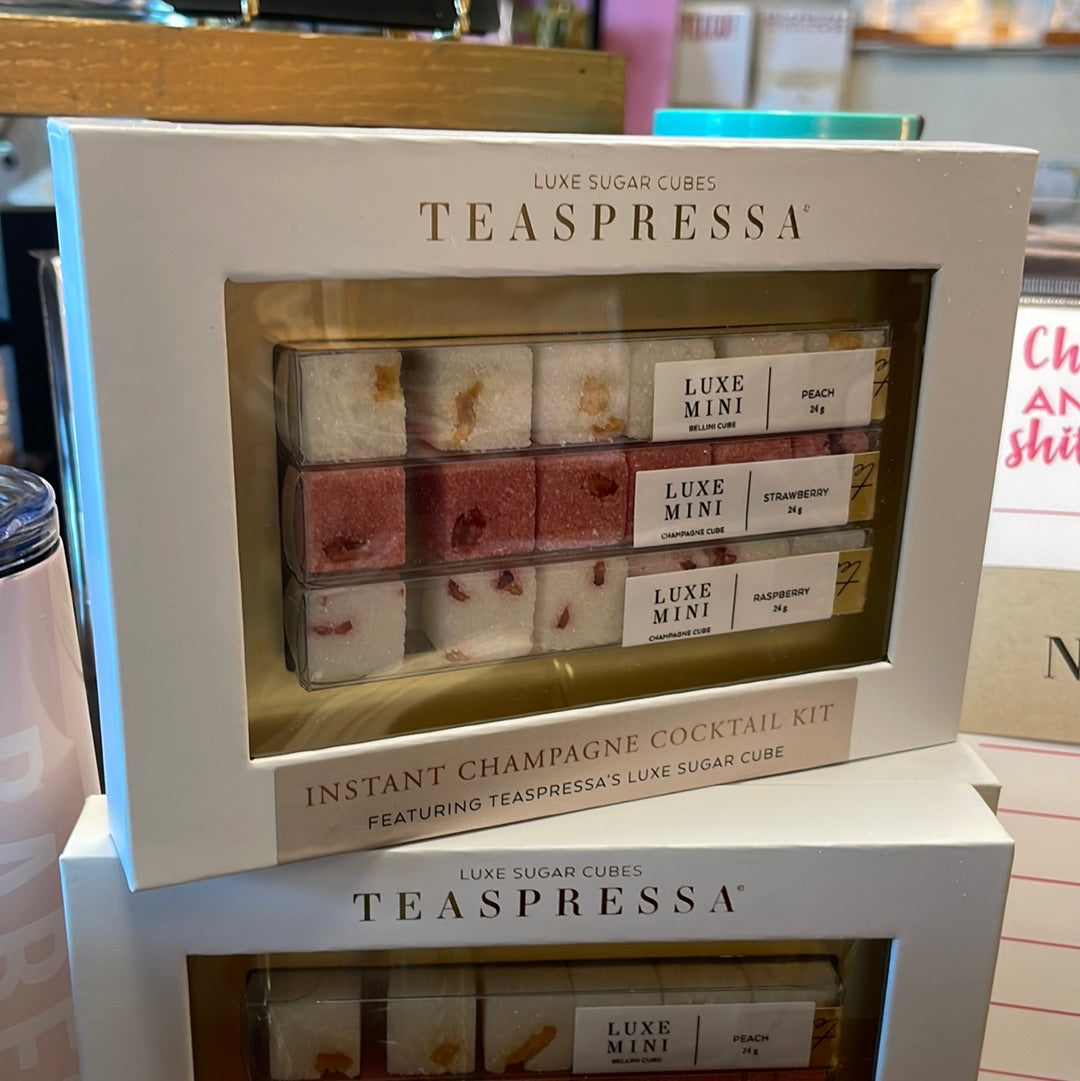 LUXE SUGAR CUBES
TEASPRESSA
LUXE MINI
BELLINI CUBE
PEACH
24 g
LUXE MINI
CHAMPAGNE CUBE
STRAWBERRY
24 g
LUXE MINI
CHAMPAGNE CUBE
RASPBERRY
24 g
INSTANT CHAMPAGNE COCKTAIL KIT
FEATURING TEASPRESSA'S LUXE SUGAR CUBE
LUXE SUGAR CUBES
TEASPRESSA
LUXE MINI
BELLINI CUBE
PEACH
24 g
Ch
AN
shit
N
BABE